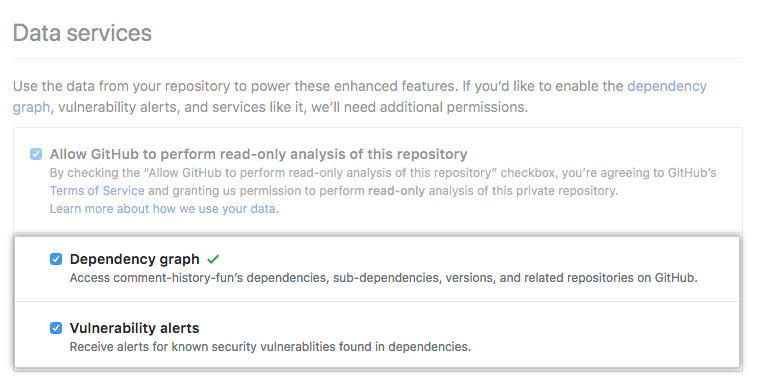 Data services
Use the data from your repository to power these enhanced features. If you’d like to enable the dependency
graph, vulnerability alerts, and services like it, we’ll need additional permissions.
Allow GitHub to perform read-only analysis of this repository
By checking the “Allow GitHub to perform read-only analysis of this repository” checkbox, you’re agreeing to GitHub’s
Terms of Service and granting us permission to perform read-only analysis of this private repository.
Learn more about how we use your data.
Dependency graph
Access comment-history-fun’s dependencies, sub-dependencies, versions, and related repositories on GitHub.
Vulnerability alerts
Receive alerts for known security vulnerablities found in dependencies.